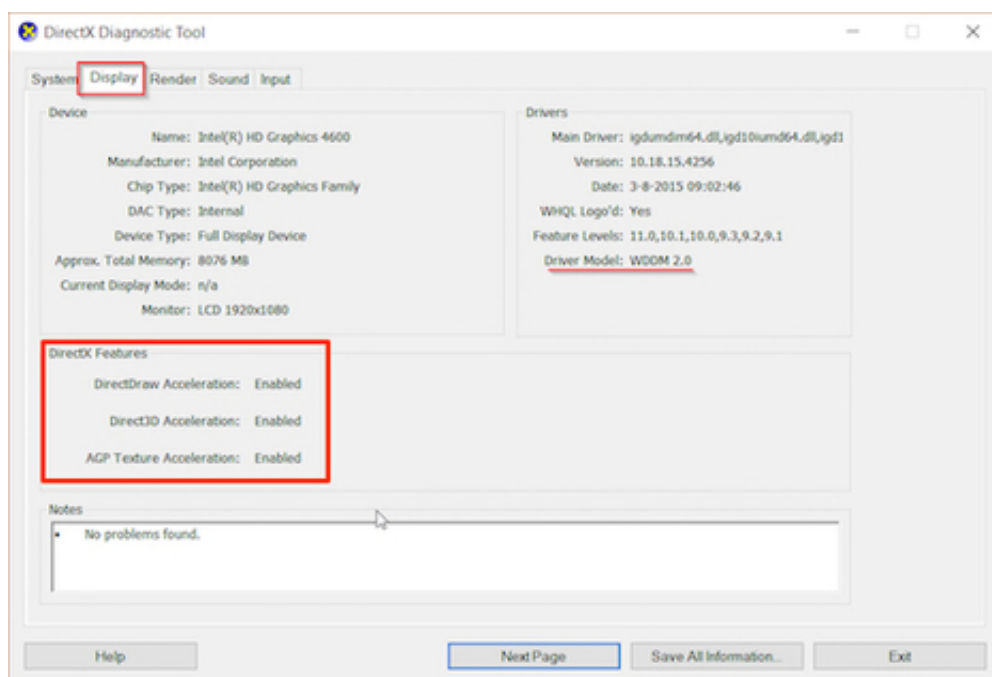 DirectX Diagnostic Tool
System Display Render Sound Input
Device
Name: Intel(R) HD Graphics 4600
Manufacturer: Intel Corporation
Chip Type: Intel(R) HD Graphics Family
DAC Type: Internal
Device Type: Full Display Device
Approx. Total Memory: 8076 MB
Current Display Mode: n/a
Monitor: LCD 1920x1080
Drivers
Main Driver: igdumdim64.dll,igd10iumd64.dll,igd1
Version: 10.18.15.4256
Date: 3-8-2015 09:02:46
WHQL Logo'd: Yes
Feature Levels: 11.0,10.1,10.0,9.3,9.2,9.1
Driver Model: WDDM 2.0
DirectX Features
DirectDraw Acceleration: Enabled
Direct3D Acceleration: Enabled
AGP Texture Acceleration: Enabled
Notes
• No problems found.
Help Next Page Save All Information... Exit